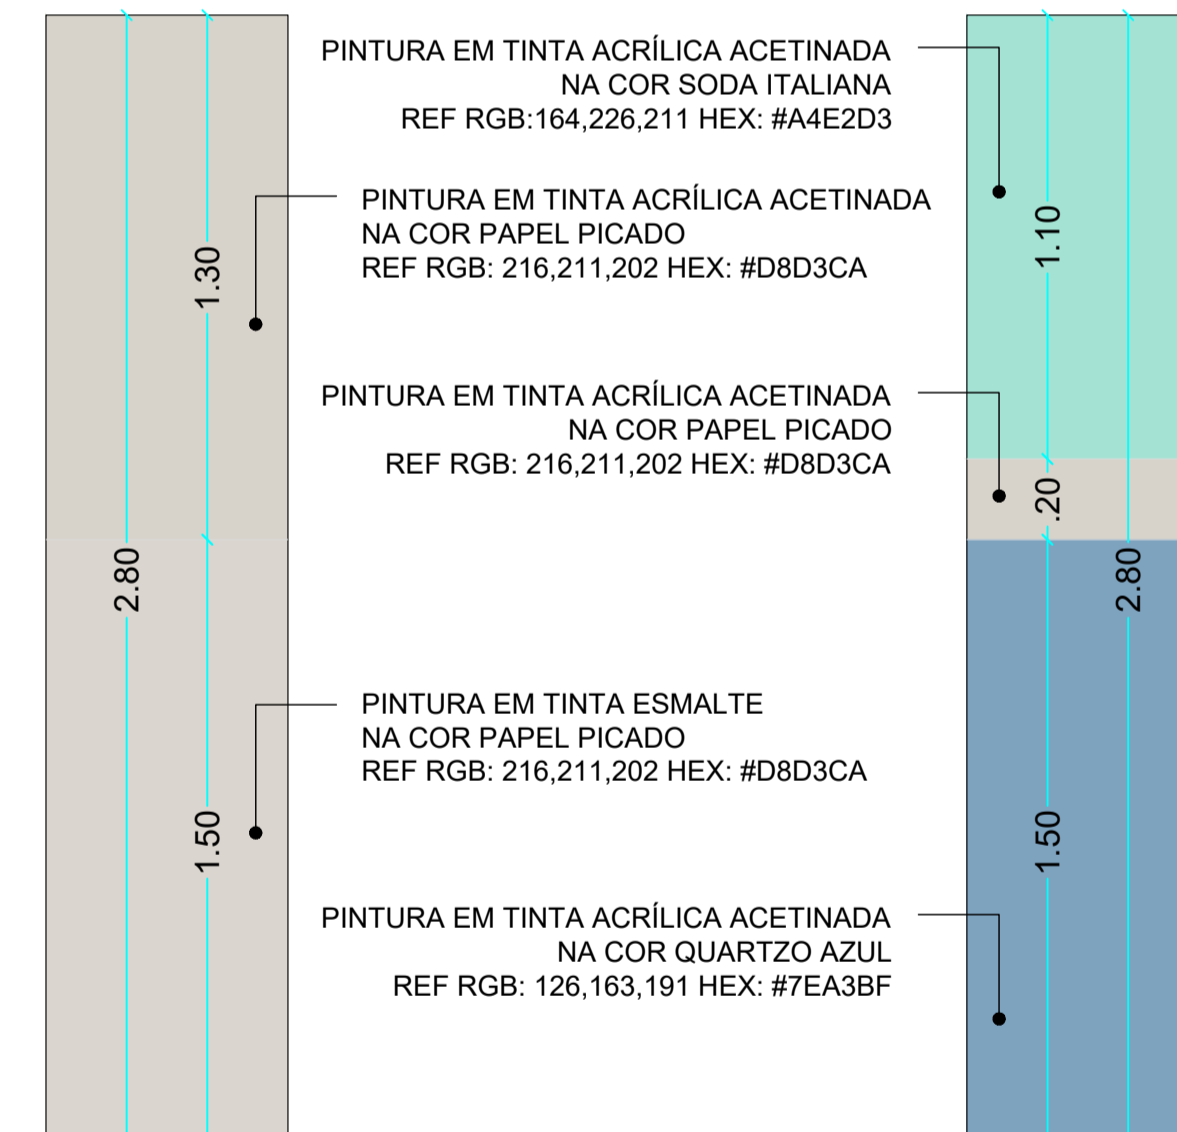 PINTURA EM TINTA ACRÍLICA ACETINADA
NA COR SODA ITALIANA
REF RGB:164,226,211 HEX: #A4E2D3
PINTURA EM TINTA ACRÍLICA ACETINADA
NA COR PAPEL PICADO
REF RGB: 216,211,202 HEX: #D8D3CA
1.30
1.10
PINTURA EM TINTA ACRÍLICA ACETINADA
NA COR PAPEL PICADO
REF RGB: 216,211,202 HEX: #D8D3CA
.20
2.80
2.80
PINTURA EM TINTA ESMALTE
NA COR PAPEL PICADO
REF RGB: 216,211,202 HEX: #D8D3CA
1.50
1.50
PINTURA EM TINTA ACRÍLICA ACETINADA
NA COR QUARTZO AZUL
REF RGB: 126,163,191 HEX: #7EA3BF